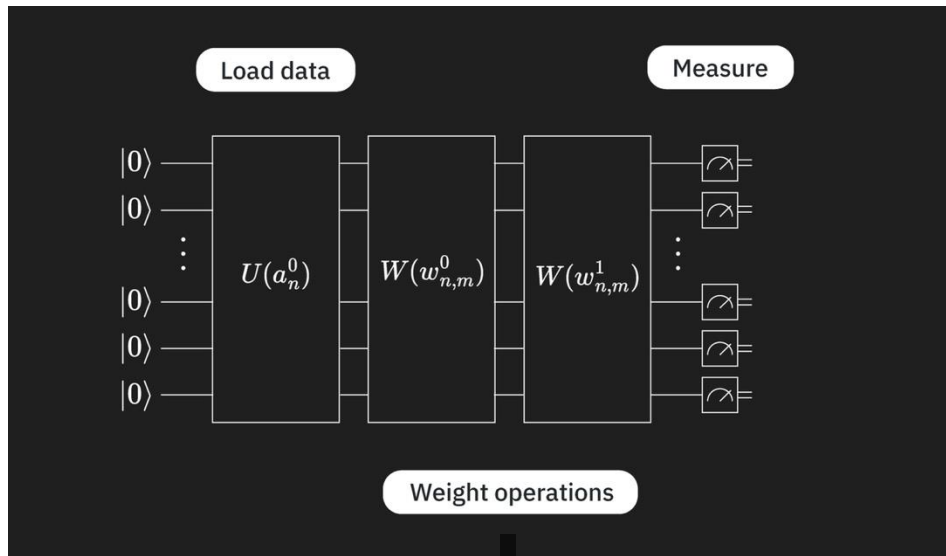 Load data
Measure
|0⟩
|0⟩
⋮ ⋮
U(a_n^0) W(w_{n,m}^0) W(w_{n,m}^1)
|0⟩
|0⟩
|0⟩
Weight operations